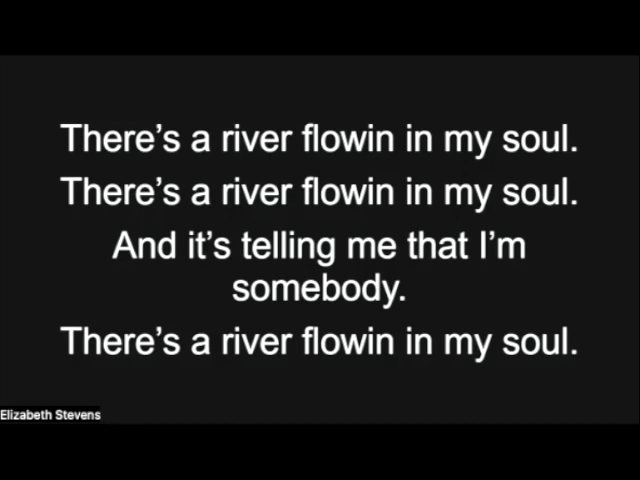 There’s a river flowin in my soul.
There’s a river flowin in my soul.
And it’s telling me that I’m
somebody.
There’s a river flowin in my soul.
Elizabeth Stevens